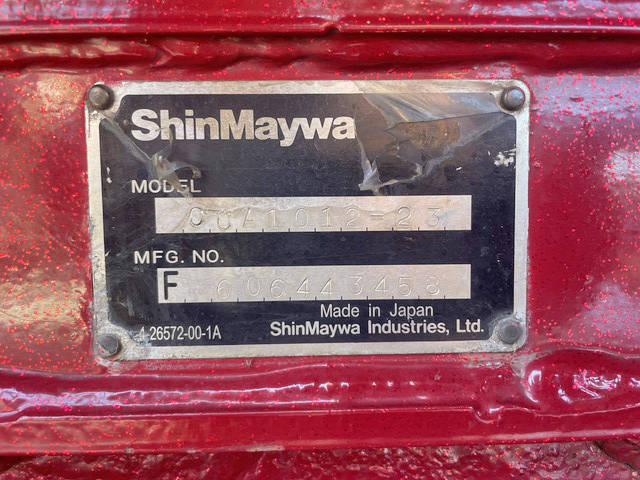 ShinMaywa
MODEL
MFG. NO.
F 606443458
Made in Japan
4-26572-00-1A
ShinMaywa Industries, Ltd.